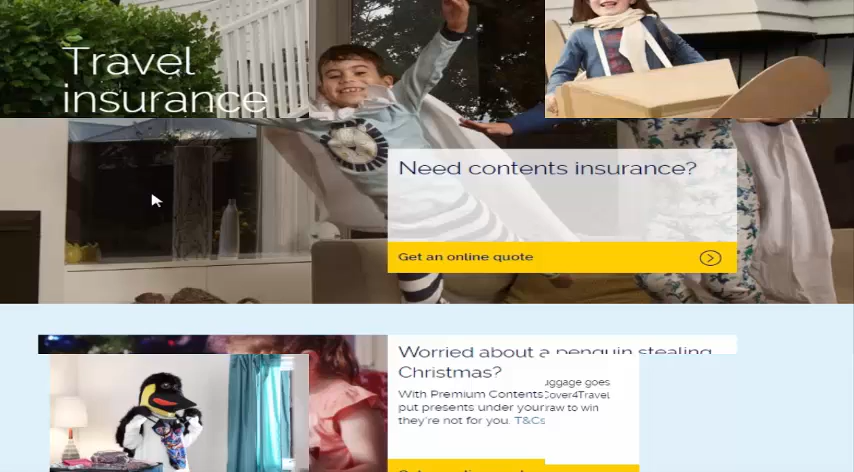 Travel
insurance
Need contents insurance?
Get an online quote
Worried about a penguin stealing
Christmas?
With Premium Contents
put presents under your
they're not for you. T&Cs
uggage goes
Cover4Travel
raw to win